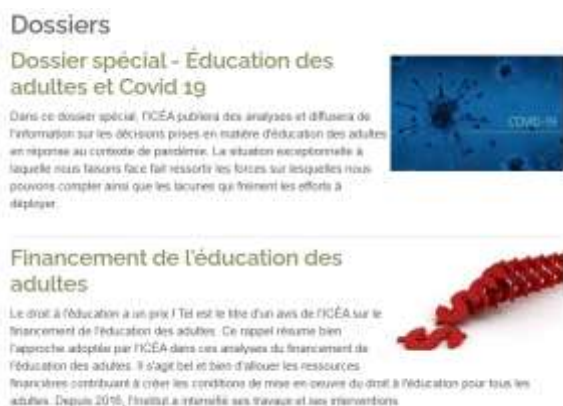 Dossiers
Dossier spécial - Éducation des
adultes et Covid 19
Dans ce dossier spécial, l'ICÉA publiera des analyses et diffusera de
l'information sur les décisions prises en matière d'éducation des adultes
en réponse au contexte de pandémie. La situation exceptionnelle à
laquelle nous faisons face fait ressortir les forces sur lesquelles nous
pouvons compter ainsi que les lacunes qui freinent les efforts à
déployer.
COVID-19
Financement de l'éducation des
adultes
Le droit à l'éducation a un prix ! Tel est le titre d'un avis de l'ICÉA sur le
financement de l'éducation des adultes. Ce rappel résume bien
l'approche adoptée par l'ICÉA dans ces analyses du financement de
l'éducation des adultes. Il s'agit bel et bien d'allouer les ressources
financières contribuant à créer les conditions de mise en oeuvre du droit à l'éducation pour tous les
adultes. Depuis 2016, l'Institut a intensifié ses travaux et ses interventions